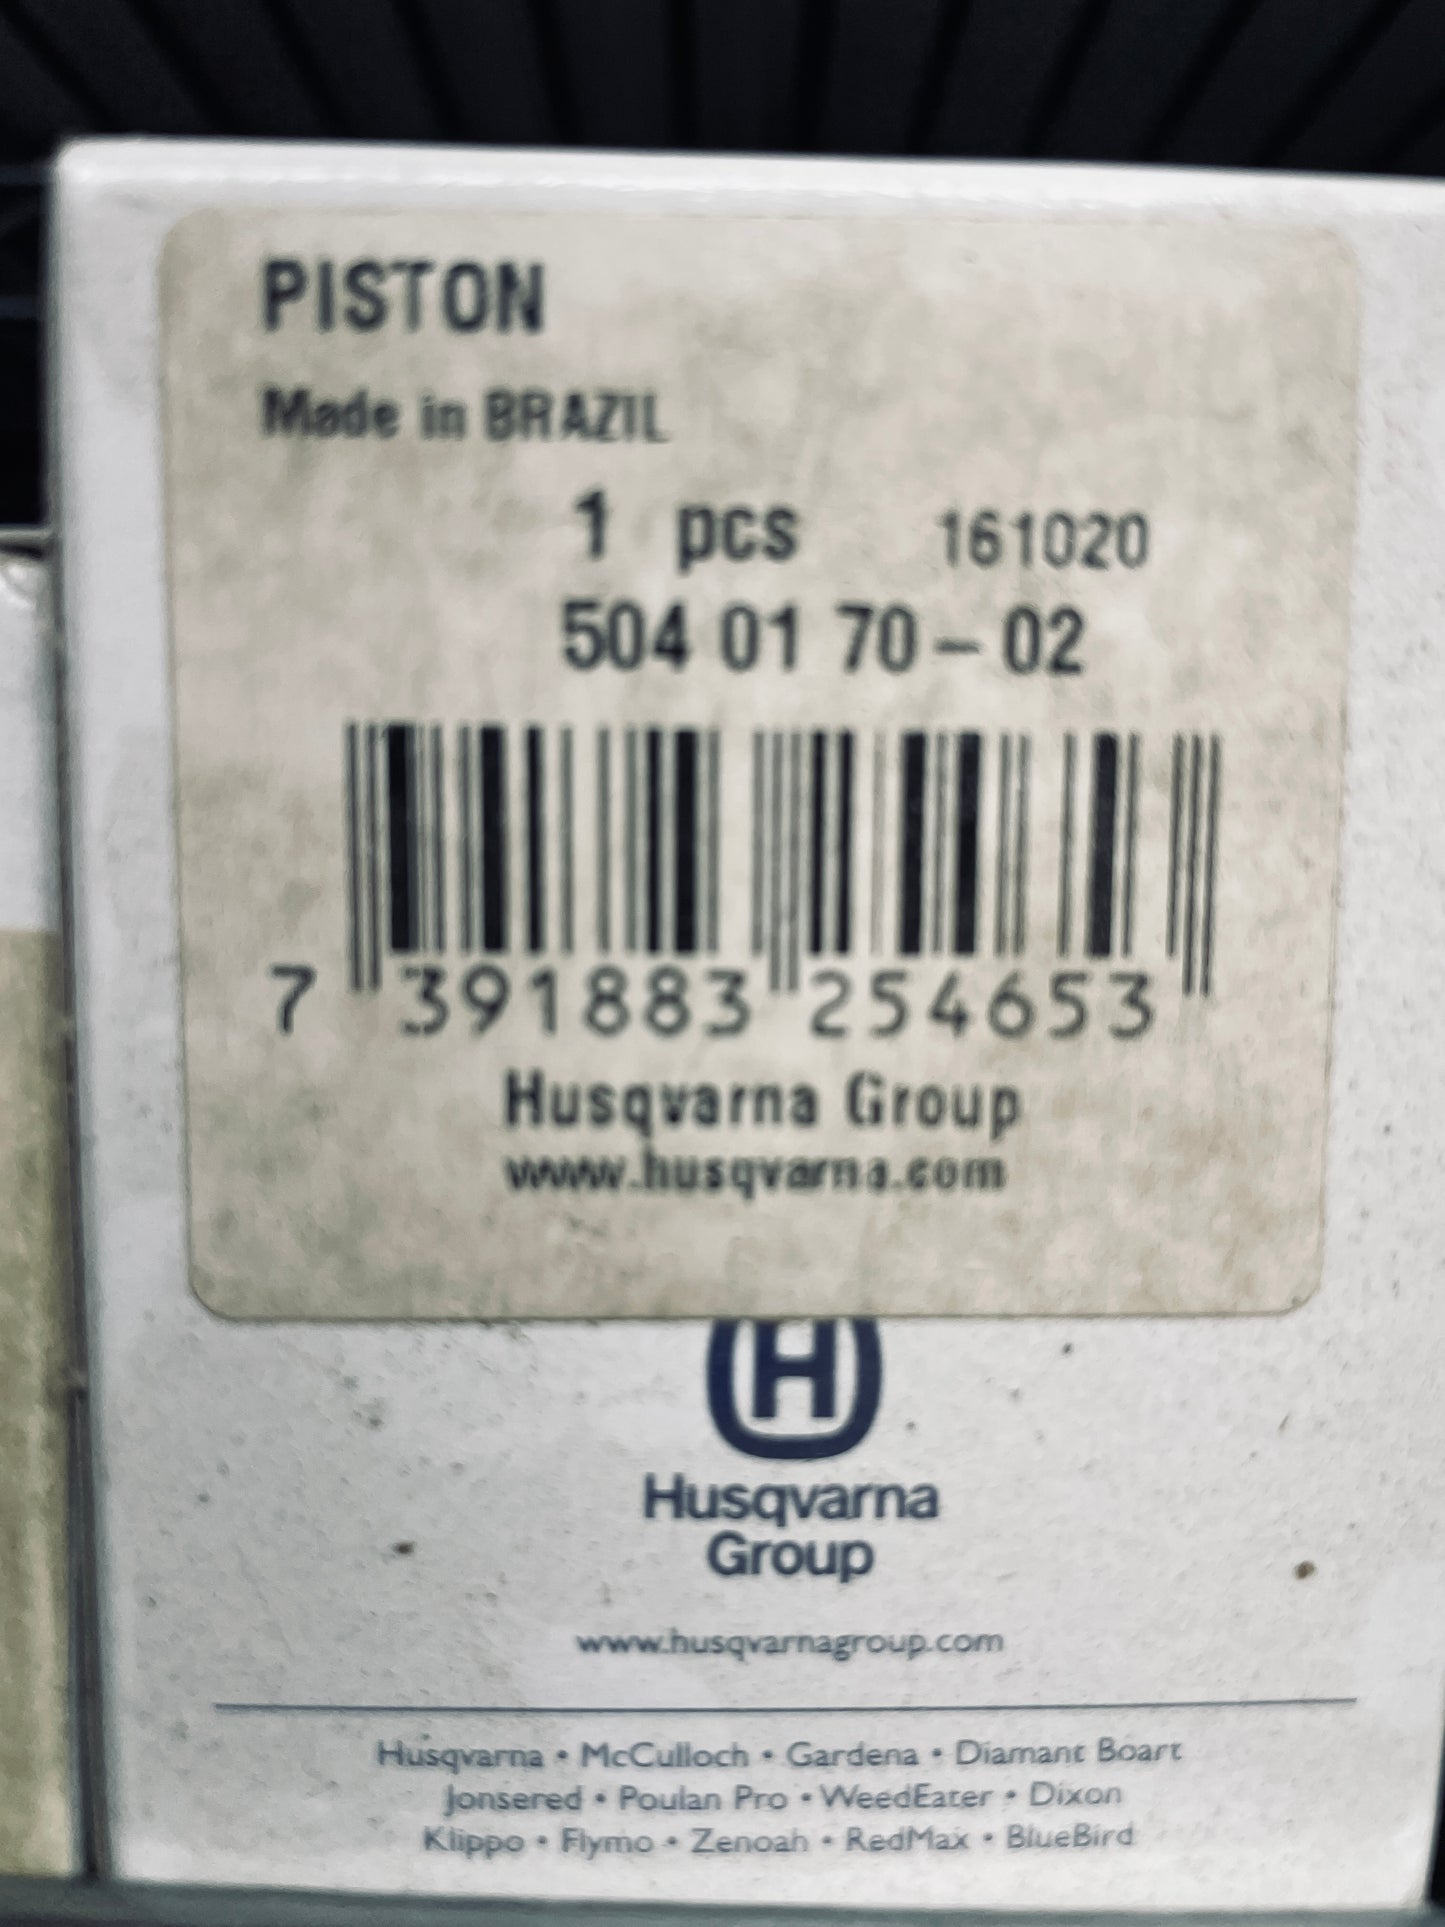 PISTON
Made in BRAZIL
1 pcs 161020
504 01 70-02
7 391883 254653
Husqvarna Group
www.husqvarna.com
H
Husqvarna
Group
www.husqvarnagroup.com
Husqvarna • McCulloch • Gardena • Diamant Boart
Jonsered • Poulan Pro • WeedEater • Dixon
Klippo • Flymo • Zenoah • RedMax • BlueBird